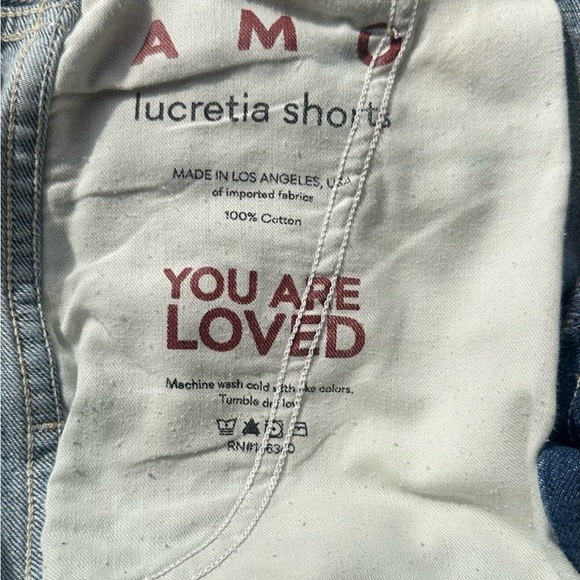 AMO
lucretia shorts
MADE IN LOS ANGELES, USA
of imported fabrics
100% Cotton
YOU ARE
LOVED
Machine wash cold with like colors.
Tumble dry low